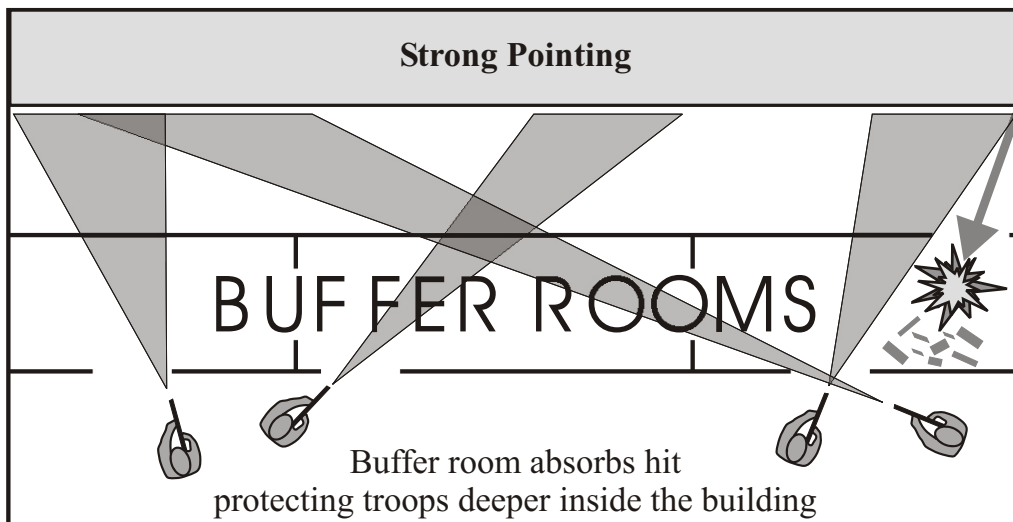 Strong Pointing
BUFFER ROOMS
Buffer room absorbs hit
protecting troops deeper inside the building